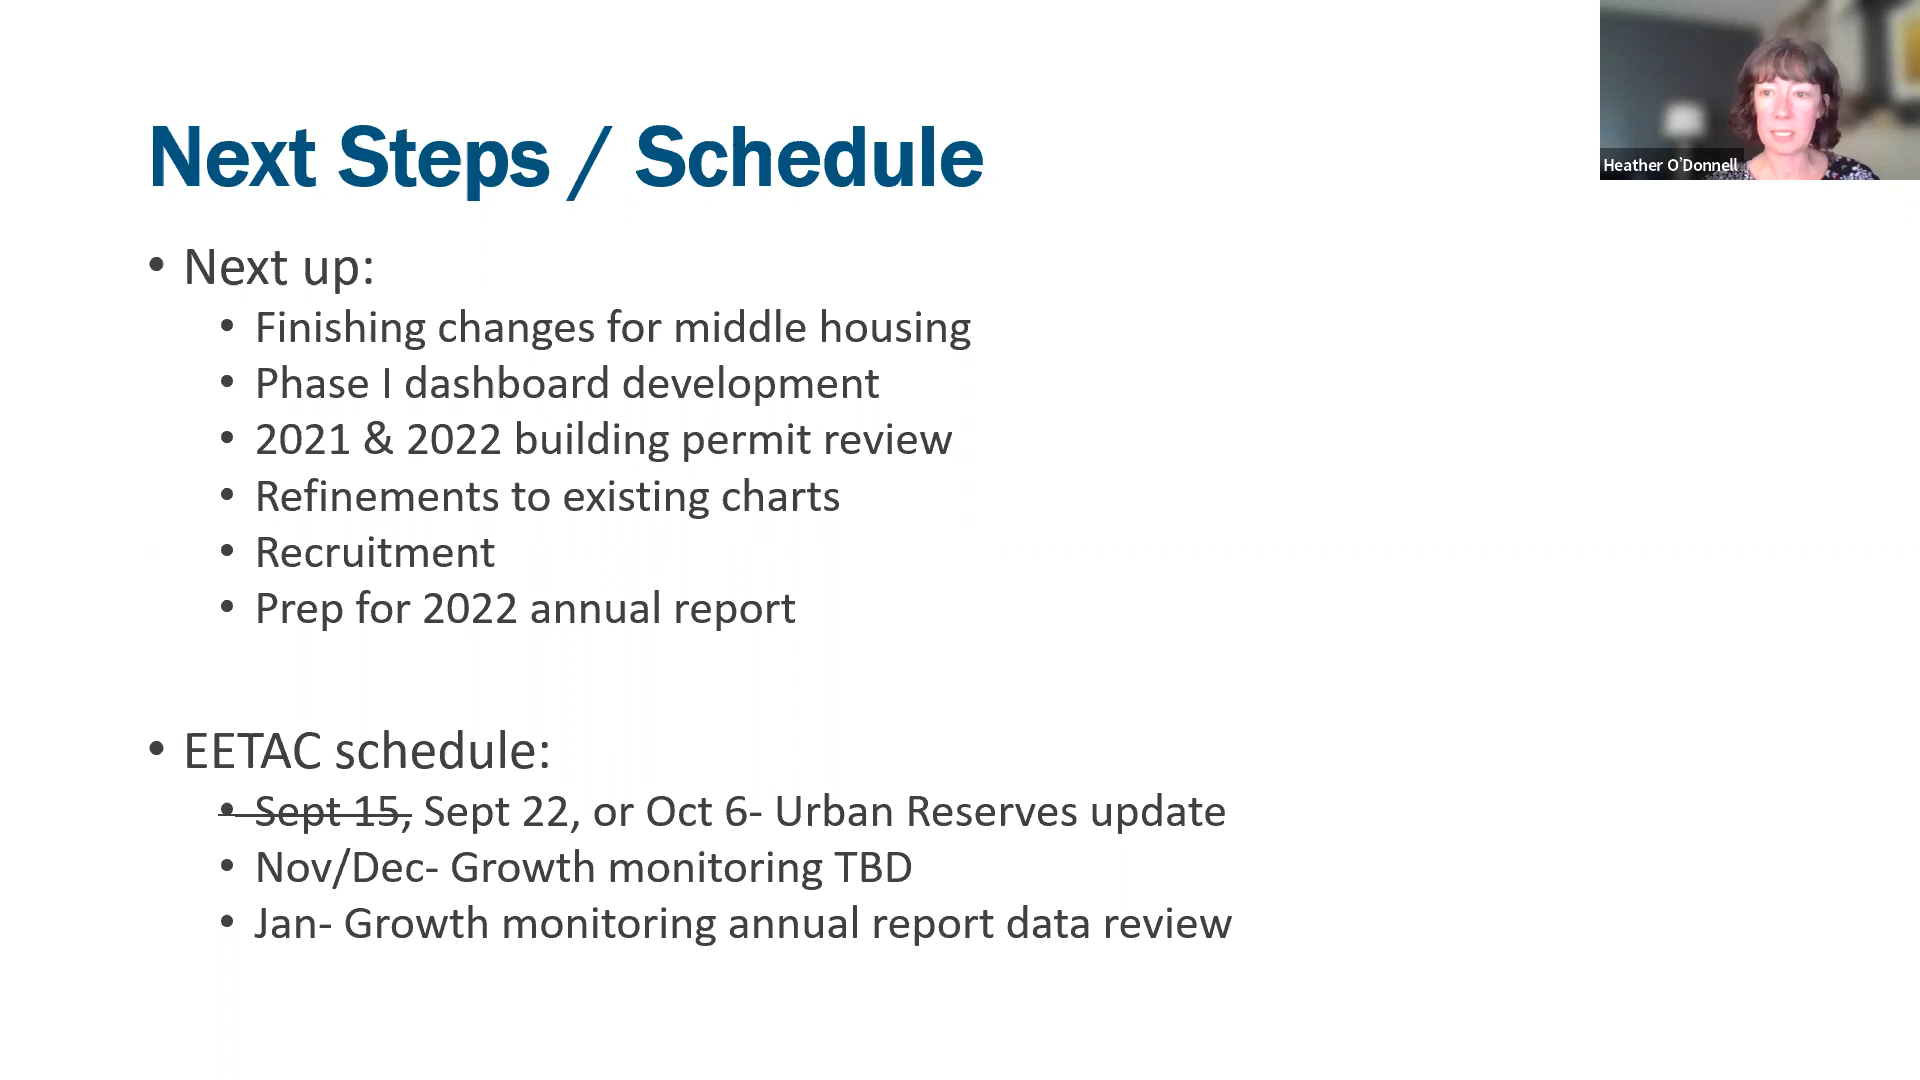 Next Steps / Schedule
Heather O'Donnell
• Next up:
• Finishing changes for middle housing
• Phase I dashboard development
• 2021 & 2022 building permit review
• Refinements to existing charts
• Recruitment
• Prep for 2022 annual report
• EETAC schedule:
• Sept 15, Sept 22, or Oct 6- Urban Reserves update
• Nov/Dec- Growth monitoring TBD
• Jan- Growth monitoring annual report data review